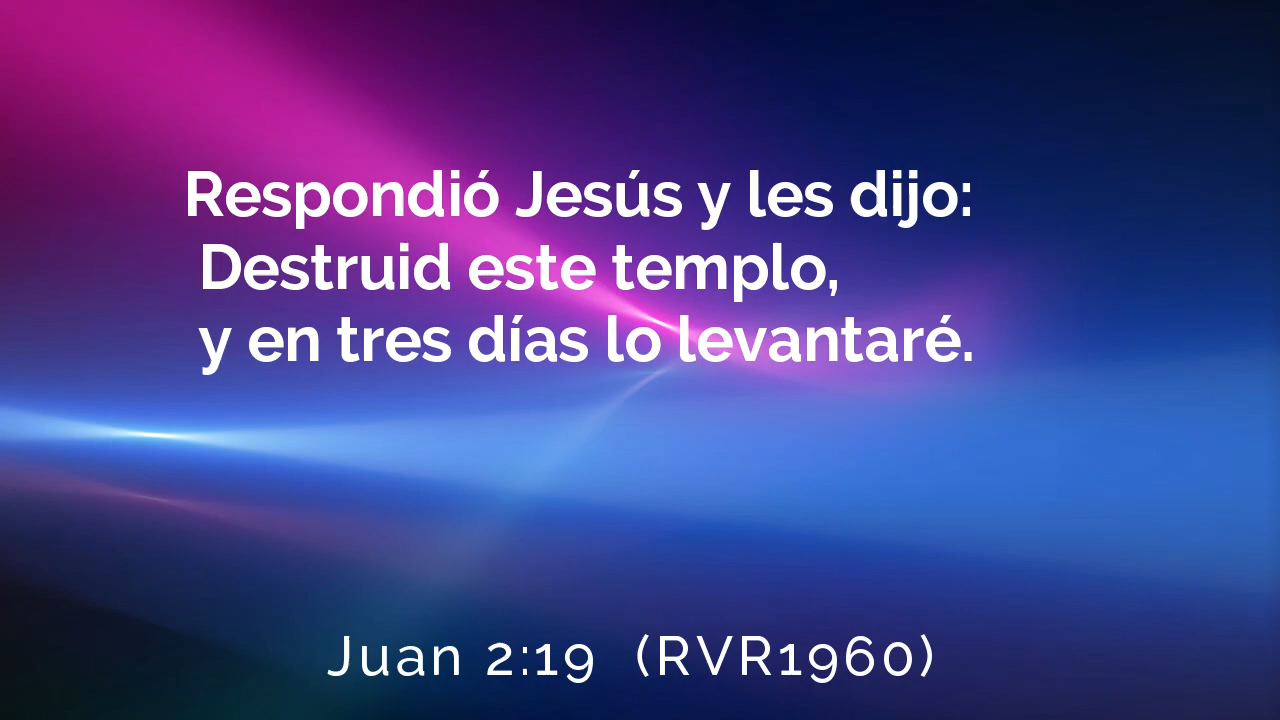 Respondió Jesús y les dijo:
Destruid este templo,
y en tres días lo levantaré.
Juan 2:19 (RVR1960)